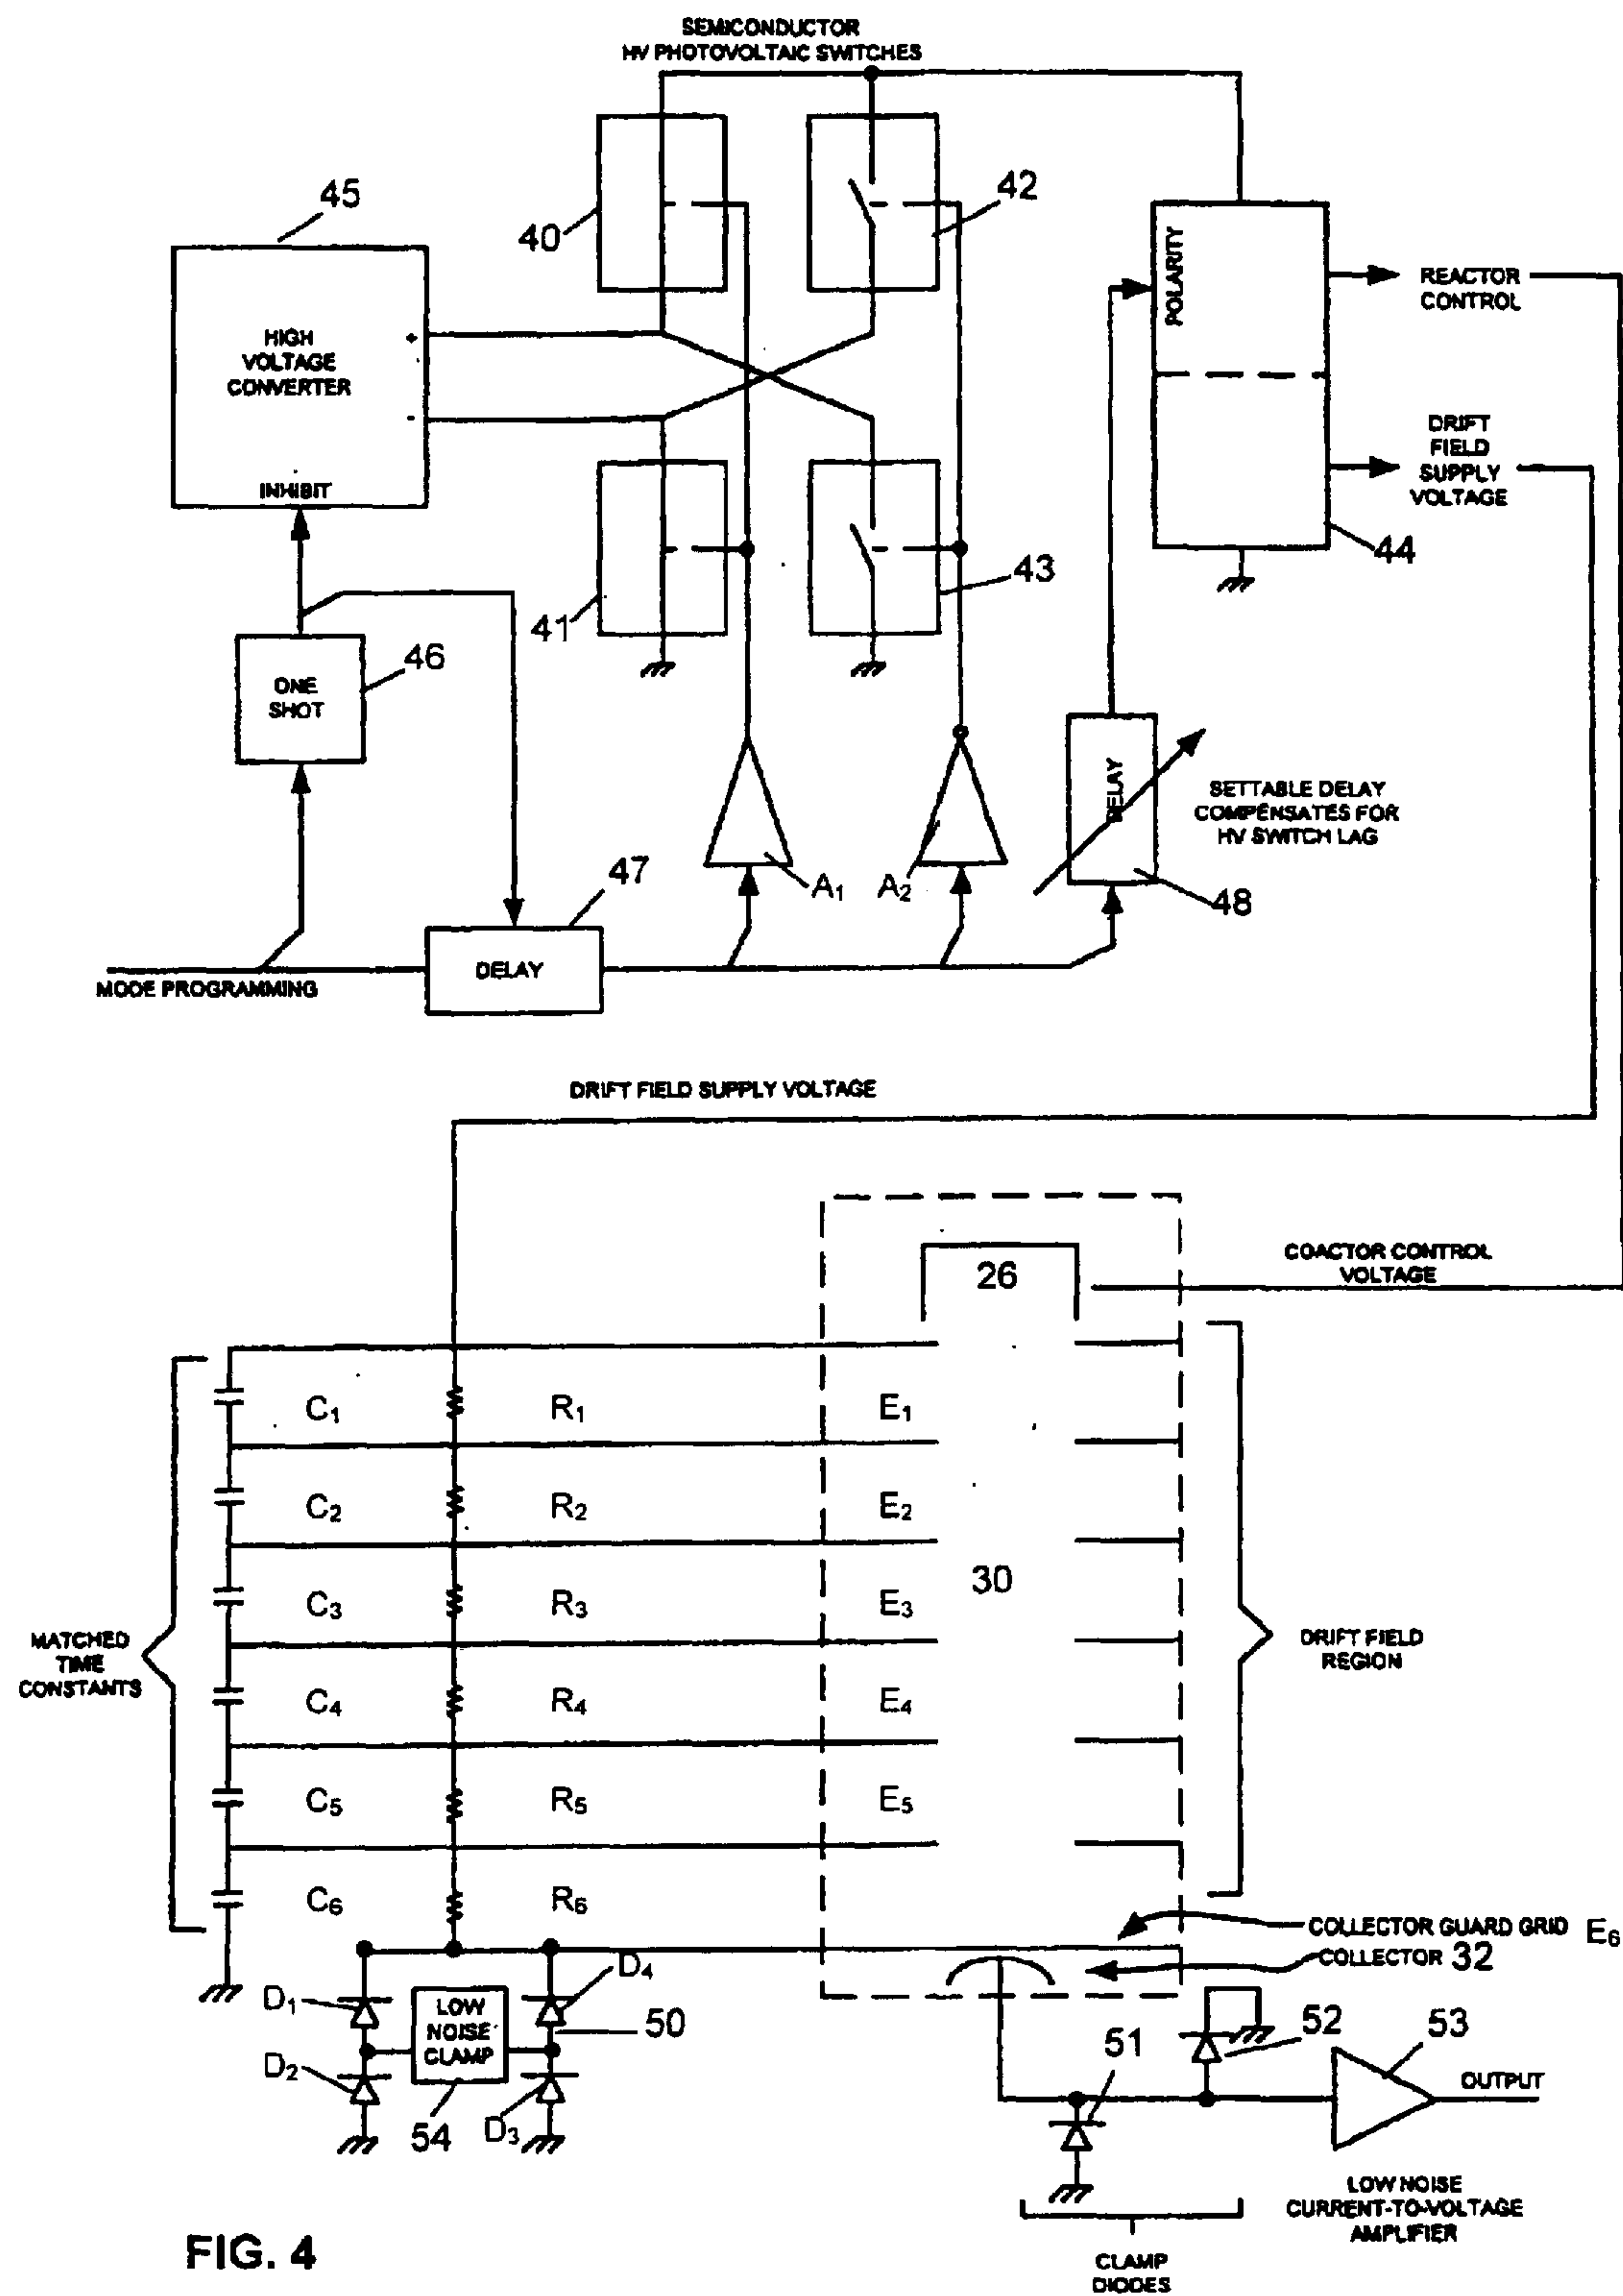 SEMICONDUCTOR
HV PHOTOVOLTAIC SWITCHES
45
40
42
HIGH
VOLTAGE
CONVERTER
+
-
INHIBIT
POLARITY
REACTOR
CONTROL
DRIFT
FIELD
SUPPLY
VOLTAGE
44
41
43
46
ONE
SHOT
DELAY
SETTABLE DELAY
COMPENSATES FOR
HV SWITCH LAG
47
A1
A2
48
DELAY
MODE PROGRAMMING
DRIFT FIELD SUPPLY VOLTAGE
26
COACTOR CONTROL
VOLTAGE
C1 R1 E1
C2 R2 E2
30
C3 R3 E3
MATCHED
TIME
CONSTANTS
DRIFT FIELD
REGION
C4 R4 E4
C5 R5 E5
C6 R6
COLLECTOR GUARD GRID E6
COLLECTOR 32
D1
D4
LOW
NOISE
CLAMP
50
D2
54
D3
51
52
53
OUTPUT
LOW NOISE
CURRENT-TO-VOLTAGE
AMPLIFIER
CLAMP
DIODES
FIG. 4